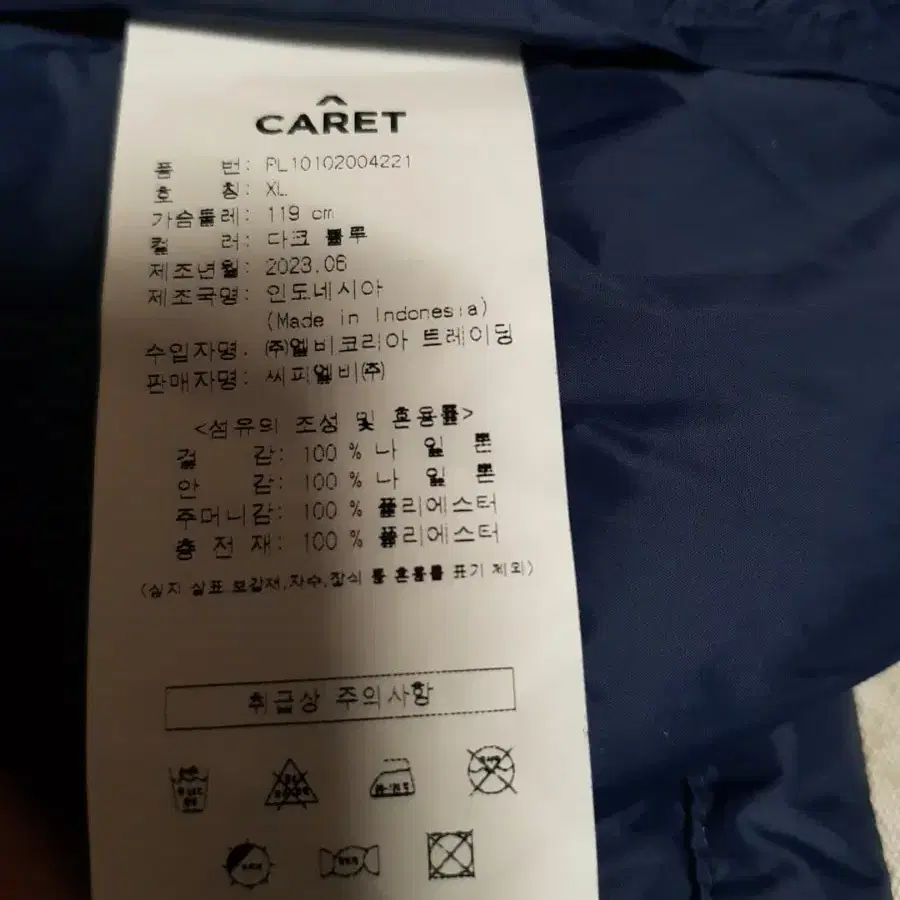 CARET
품 번: PL10102004221
호 칭: XL
가슴둘레: 119 cm
컬 러: 다크 블루
제조년월: 2023.06
제조국명: 인도네시아
(Made in Indonesia)
수입자명: ㈜엘비코리아 트레이딩
판매자명: 씨피엘비㈜
<섬유의 조성 및 혼용률>
겉 감: 100 % 나 일 론
안 감: 100 % 나 일 론
주머니감: 100 % 폴리에스터
충 전 재: 100 % 폴리에스터
(심지 상표 보강재,자수,장식 등 혼용률 표기 제외)
취급상 주의사항